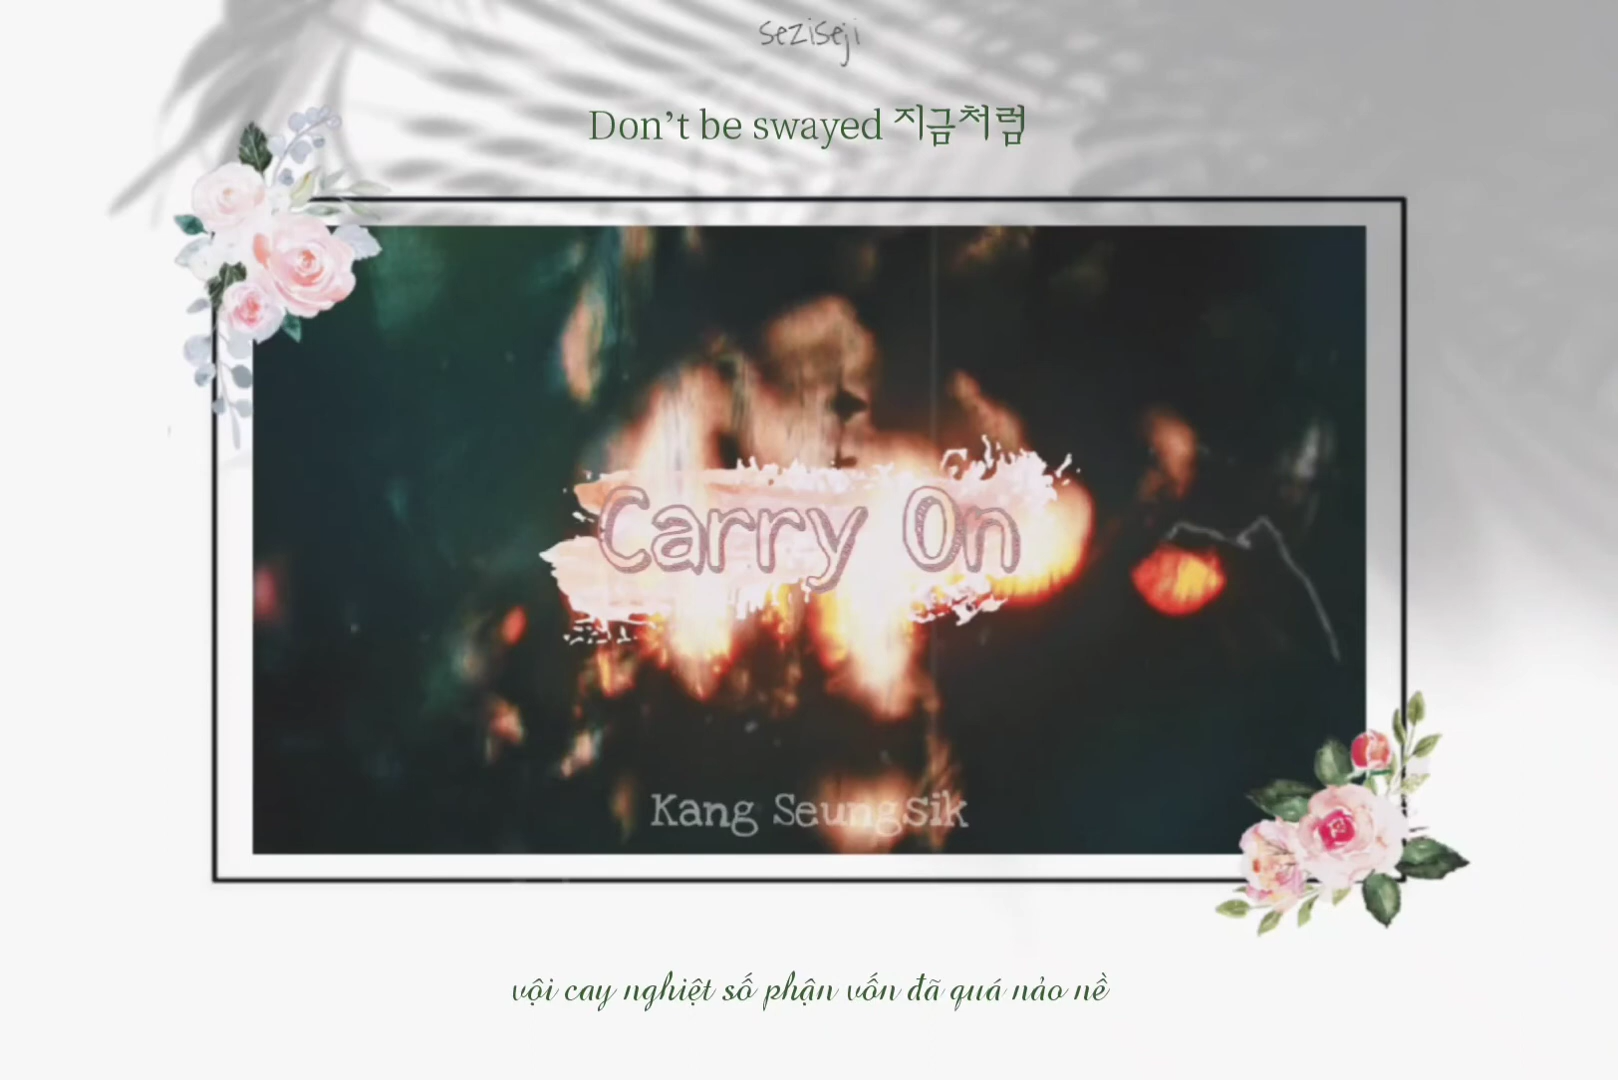 seziseji
Don't be swayed 지금처럼
Carry On
Kang Seungsik
vội cay nghiệt số phận vốn đã quá nảo nề